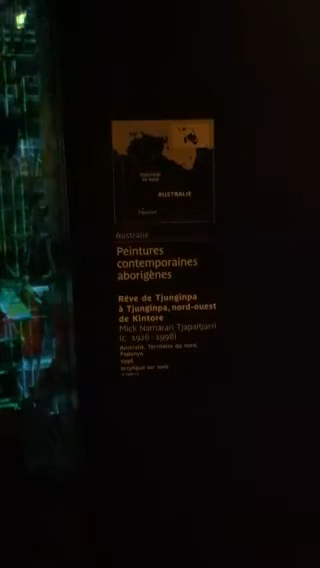 TERRITOIRE
DU NORD
AUSTRALIE
Papunya
Australie
Peintures
contemporaines
aborigènes
Rêve de Tjunginpa
à Tjunginpa, nord-ouest
de Kintore
Mick Namarari Tjapaltjarri
(c. 1926 - 1998)
Australie, Territoire du nord,
Papunya
1996
acrylique sur toile